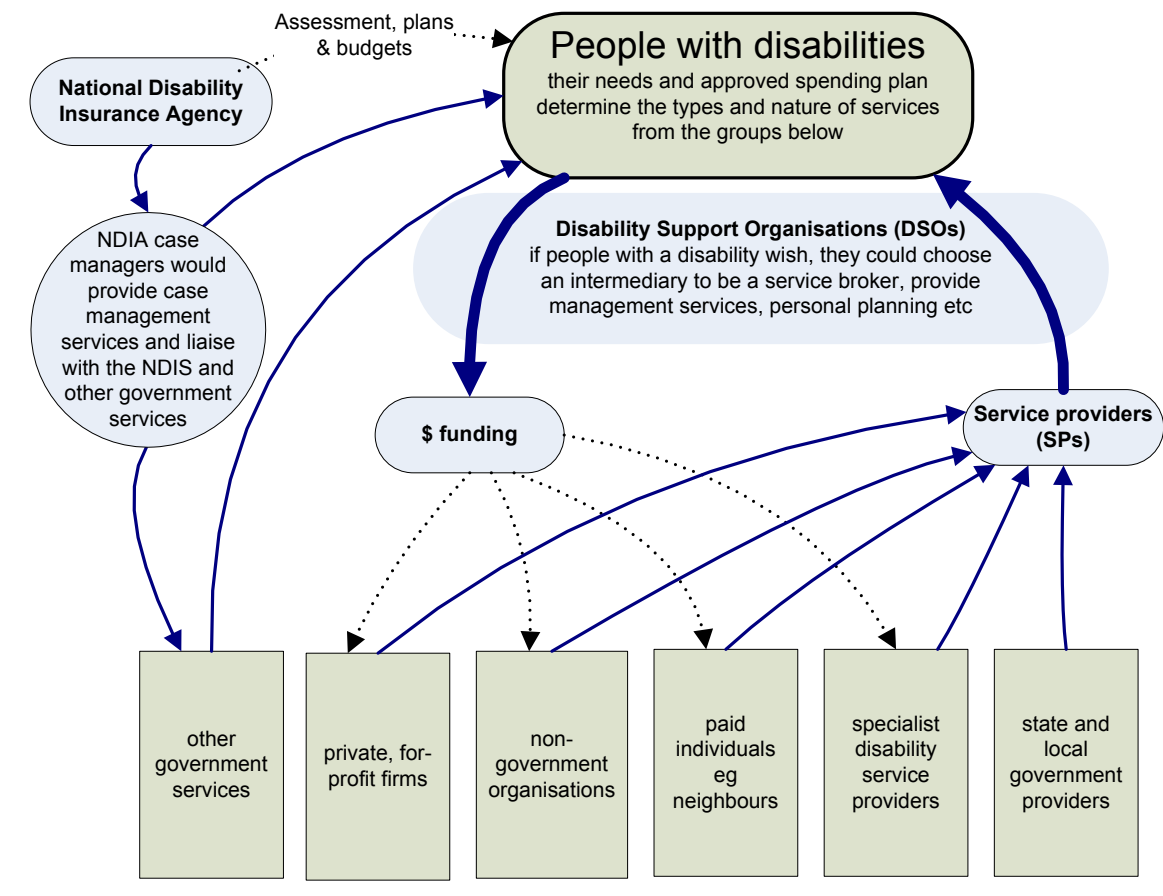 Assessment, plans
& budgets
People with disabilities
their needs and approved spending plan
determine the types and nature of services
from the groups below
National Disability
Insurance Agency
NDIA case
managers would
provide case
management
services and liaise
with the NDIS and
other government
services
Disability Support Organisations (DSOs)
if people with a disability wish, they could choose
an intermediary to be a service broker, provide
management services, personal planning etc
$ funding
Service providers
(SPs)
other
government
services
private, for-
profit firms
non-
government
organisations
paid
individuals
eg
neighbours
specialist
disability
service
providers
state and
local
government
providers